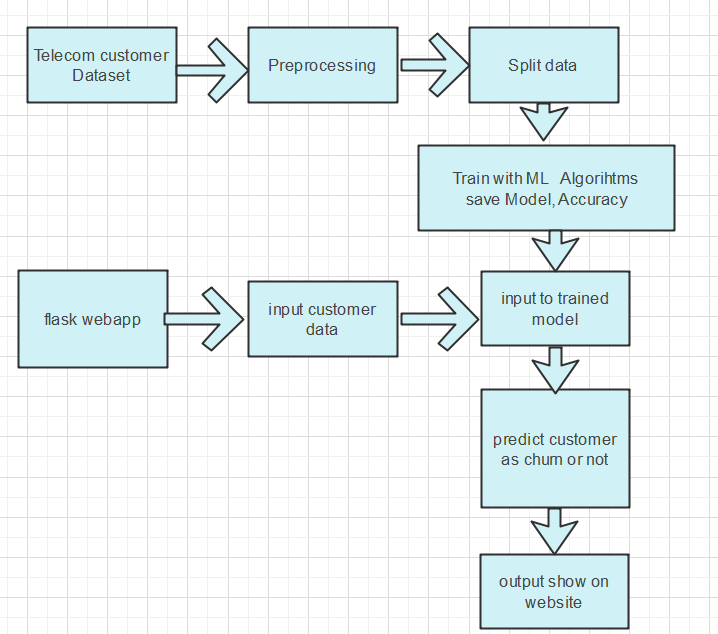 Telecom customer
Dataset
Preprocessing
Split data
Train with ML Algorihtms
save Model, Accuracy
flask webapp
input customer
data
input to trained
model
predict customer
as churn or not
output show on
website